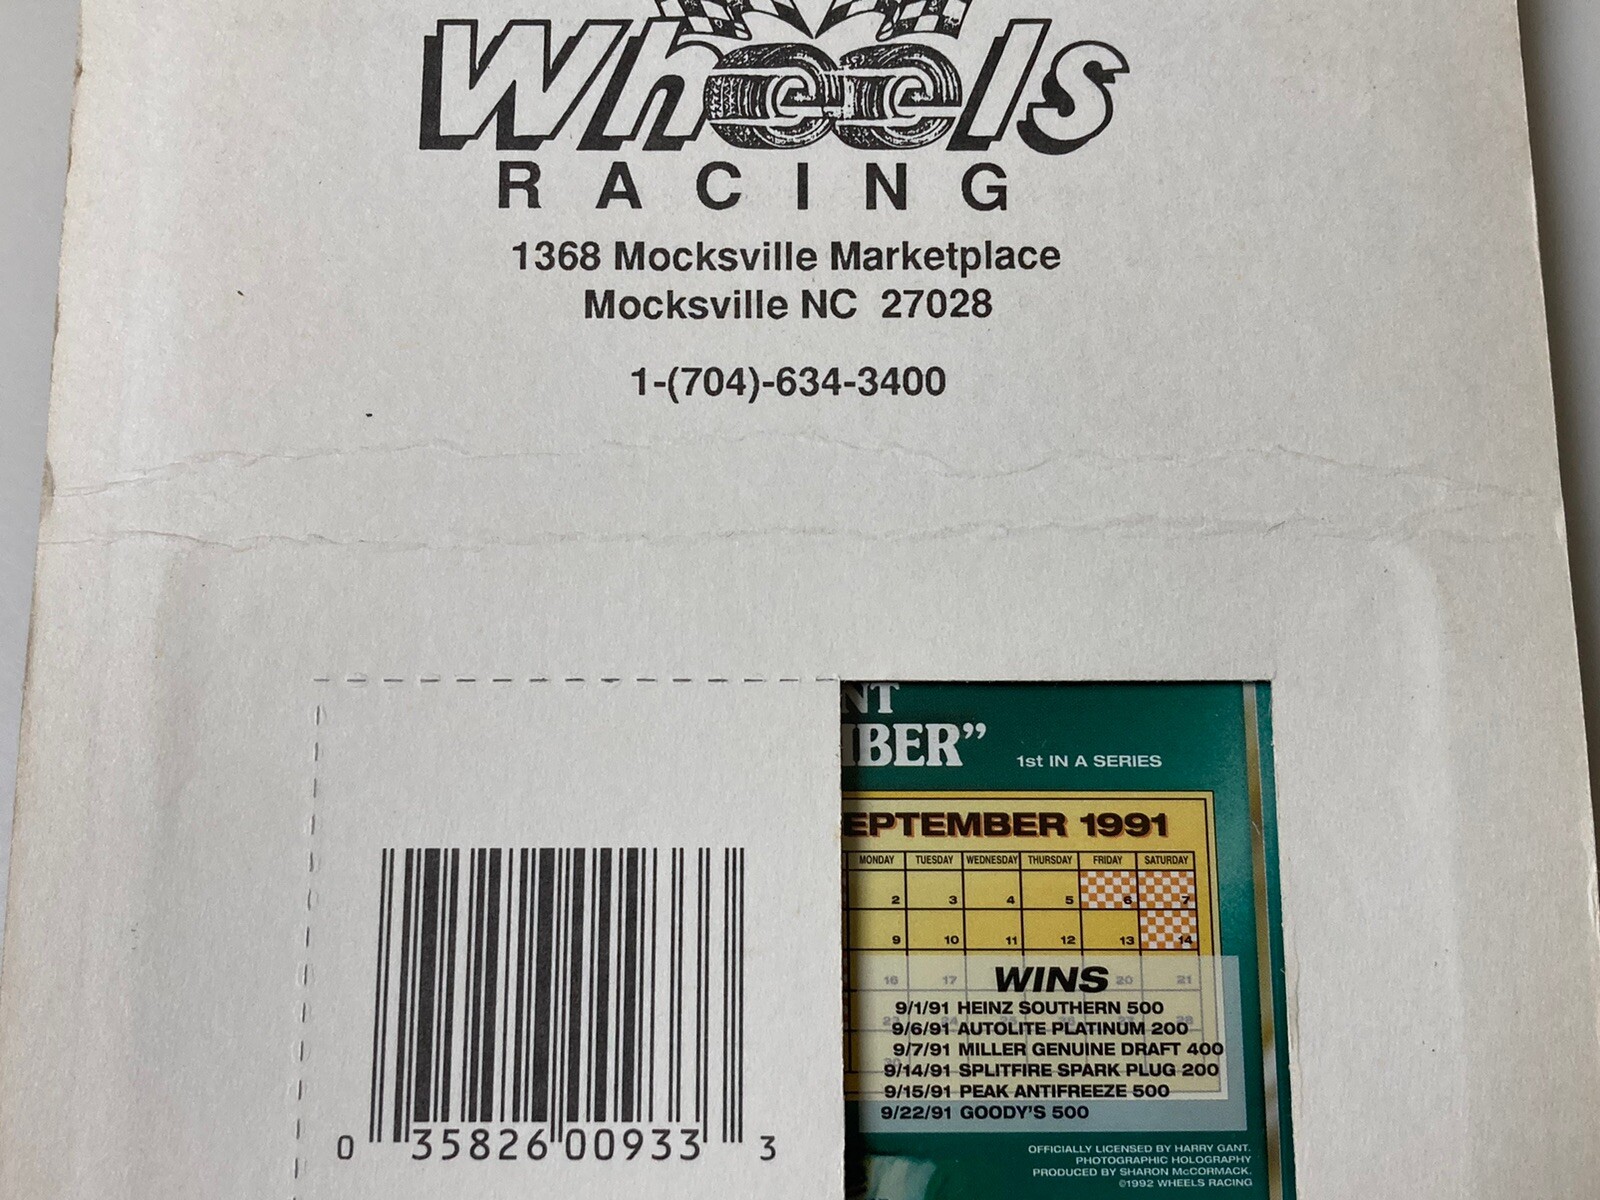 Wheels
RACING
1368 Mocksville Marketplace
Mocksville NC 27028
1-(704)-634-3400
NT
BER”
1st IN A SERIES
EPTEMBER 1991
MONDAY TUESDAY WEDNESDAY THURSDAY FRIDAY SATURDAY
2 3 4 5 6 7
9 10 11 12 13 14
16 17 20 21
WINS
9/1/91 HEINZ SOUTHERN 500
9/6/91 AUTOLITE PLATINUM 200
9/7/91 MILLER GENUINE DRAFT 400
9/14/91 SPLITFIRE SPARK PLUG 200
9/15/91 PEAK ANTIFREEZE 500
9/22/91 GOODY'S 500
OFFICIALLY LICENSED BY HARRY GANT.
PHOTOGRAPHIC HOLOGRAPHY
PRODUCED BY SHARON McCORMACK.
©1992 WHEELS RACING
0 35826 00933 3